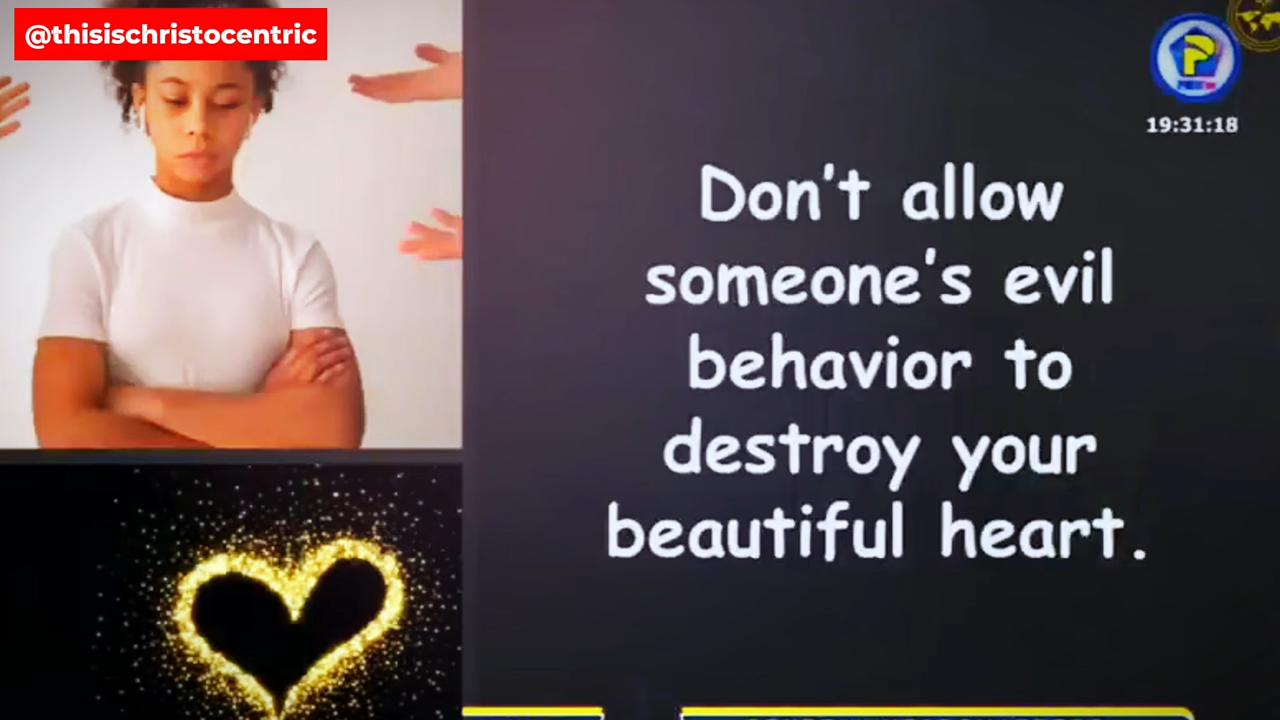 @thisischristocentric
P
19:31:18
Don't allow
someone's evil
behavior to
destroy your
beautiful heart.